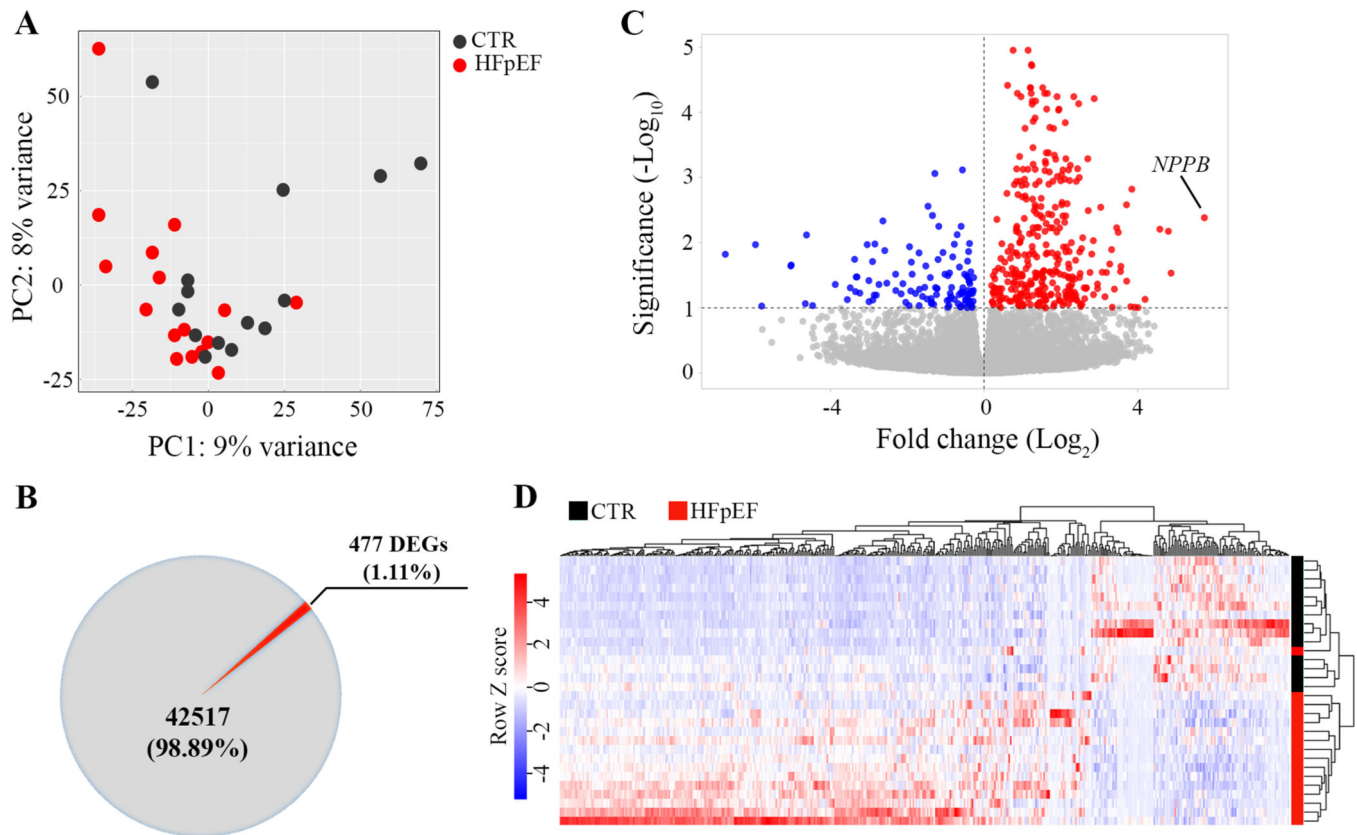 A
CTR
HFpEF
50
25
0
-25
PC2: 8% variance
-25
0
25
50
75
PC1: 9% variance
B
477 DEGs
(1.11%)
42517
(98.89%)
C
5
4
3
2
1
0
Significance (-Log10)
NPPB
-4
0
4
Fold change (Log2)
D
CTR
HFpEF
Row Z score
4
2
0
-2
-4